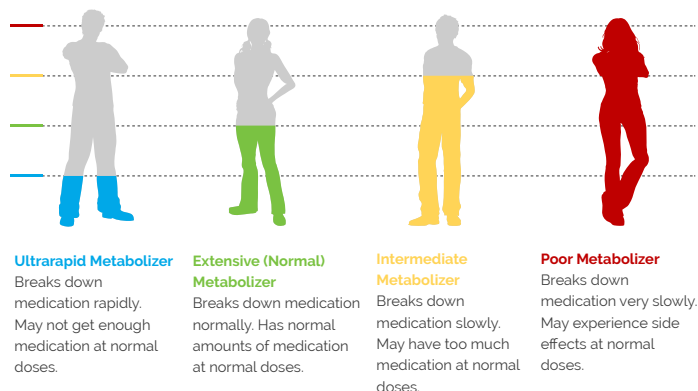 Ultrarapid Metabolizer
Breaks down
medication rapidly.
May not get enough
medication at normal
doses.
Extensive (Normal)
Metabolizer
Breaks down medication
normally. Has normal
amounts of medication
at normal doses.
Intermediate
Metabolizer
Breaks down
medication slowly.
May have too much
medication at normal
doses.
Poor Metabolizer
Breaks down
medication very slowly.
May experience side
effects at normal
doses.